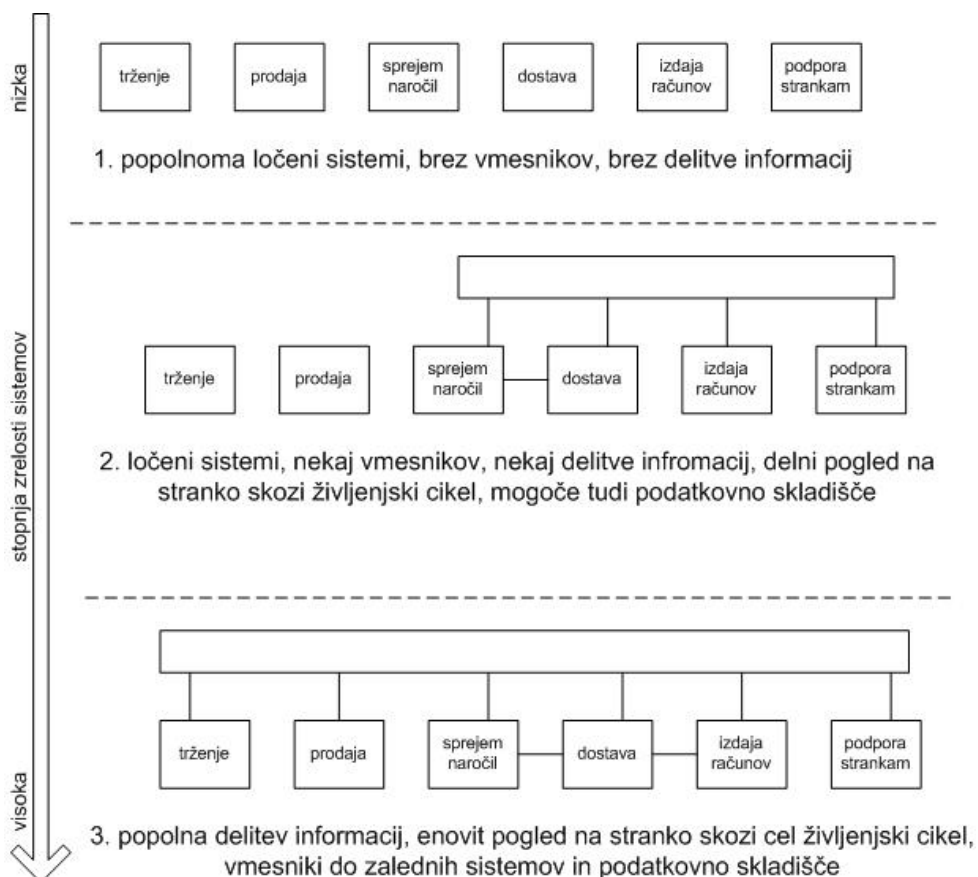 nizka
trženje
prodaja
sprejem
naročil
dostava
izdaja
računov
podpora
strankam
1. popolnoma ločeni sistemi, brez vmesnikov, brez delitve informacij
stopnja zrelosti sistemov
trženje
prodaja
sprejem
naročil
dostava
izdaja
računov
podpora
strankam
2. ločeni sistemi, nekaj vmesnikov, nekaj delitve infromacij, delni pogled na
stranko skozi življenjski cikel, mogoče tudi podatkovno skladišče
visoka
trženje
prodaja
sprejem
naročil
dostava
izdaja
računov
podpora
strankam
3. popolna delitev informacij, enovit pogled na stranko skozi cel življenjski cikel,
vmesniki do zalednih sistemov in podatkovno skladišče